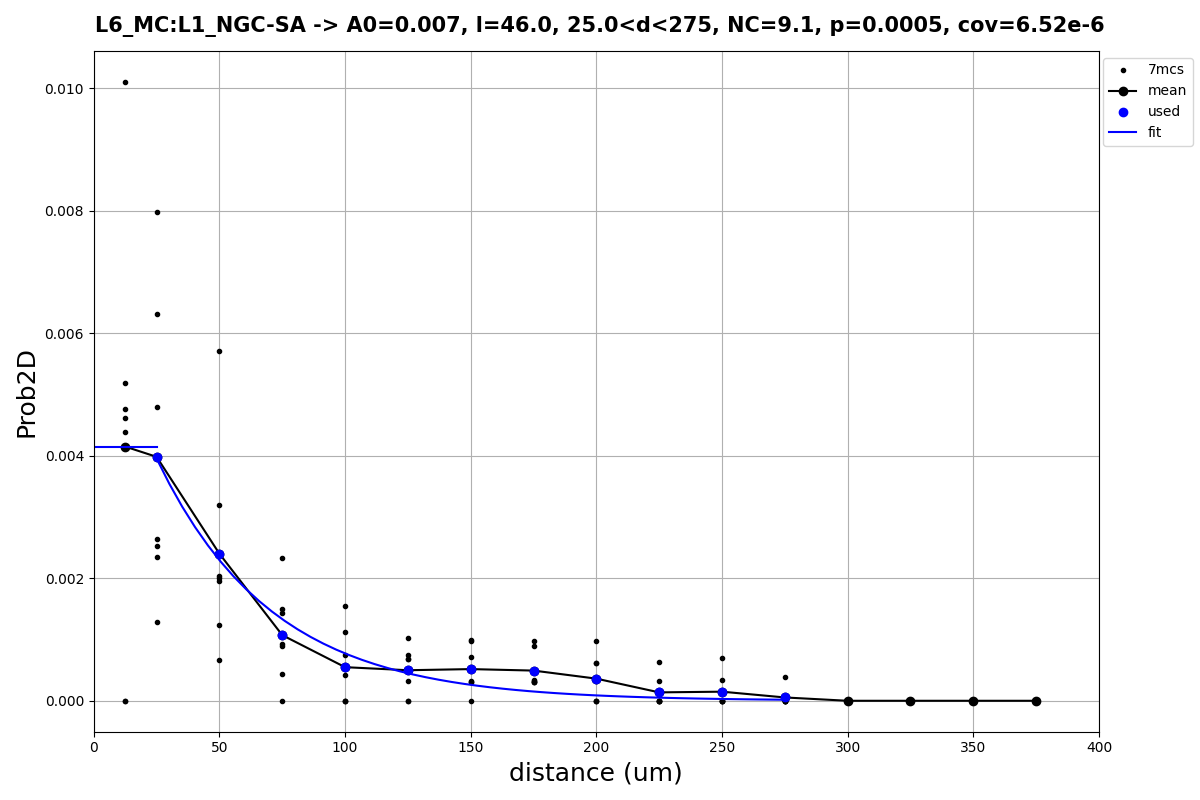 L6_MC:L1_NGC-SA -> A0=0.007, l=46.0, 25.0<d<275, NC=9.1, p=0.0005, cov=6.52e-6
7mcs
mean
used
fit
0.010
0.008
0.006
0.004
0.002
0.000
Prob2D
0 50 100 150 200 250 300 350 400
distance (um)